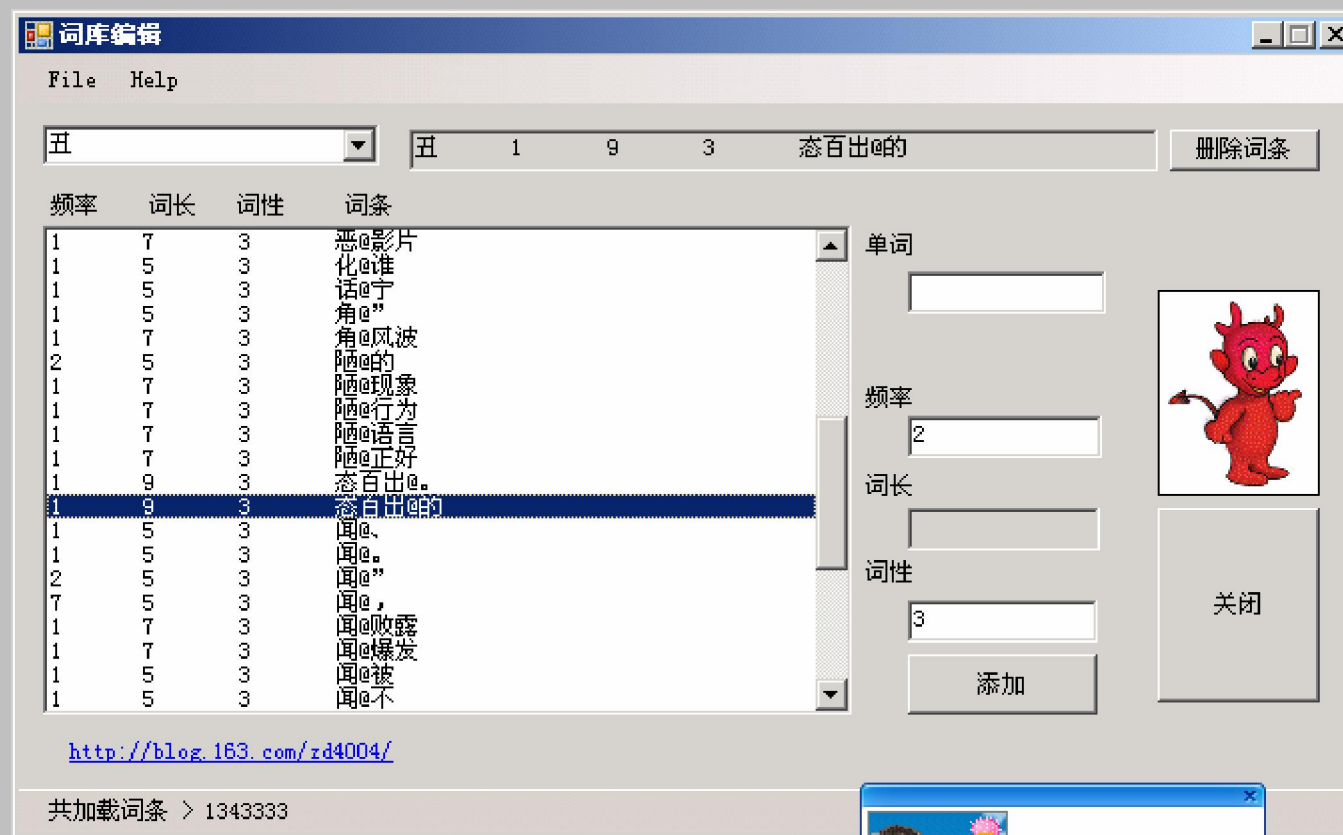 词库编辑
File Help
丑 丑 1 9 3 态百出@的 删除词条
频率 词长 词性 词条
1 7 3 恶@影片
1 5 3 化@谁
1 5 3 话@宁
1 5 3 角@”
1 7 3 角@风波
2 5 3 陋@的
1 7 3 陋@现象
1 7 3 陋@行为
1 7 3 陋@语言
1 7 3 陋@正好
1 9 3 态百出@。
1 9 3 态百出@的
1 5 3 闻@、
1 5 3 闻@。
2 5 3 闻@”
7 5 3 闻@，
1 7 3 闻@败露
1 7 3 闻@爆发
1 5 3 闻@被
1 5 3 闻@不
单词
频率
2
词长
词性
3
添加
关闭
http://blog.163.com/zd4004/
共加载词条 > 1343333